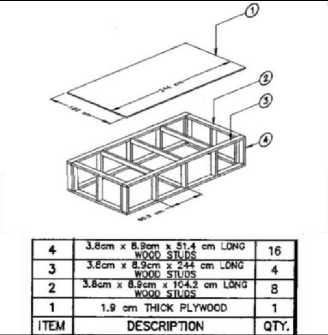 1
244 cm
2
3
4
4 3.8cm x 8.9cm x 51.4 cm LONG WOOD STUDS 16
3 3.8cm x 8.9cm x 244 cm LONG WOOD STUDS 4
2 3.8cm x 8.9cm x 104.2 cm LONG WOOD STUDS 8
1 1.9 cm THICK PLYWOOD 1
ITEM DESCRIPTION QTY.